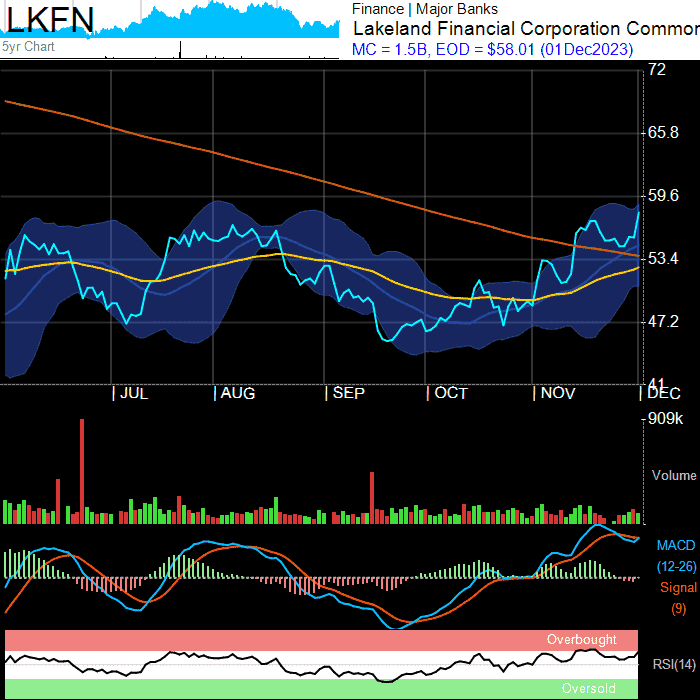 LKFN
5yr Chart
Finance | Major Banks
Lakeland Financial Corporation Commor
MC = 1.5B, EOD = $58.01 (01Dec2023)
72
65.8
59.6
53.4
47.2
41
JUL
AUG
SEP
OCT
NOV
DEC
909k
Volume
MACD
(12-26)
Signal
(9)
Overbought
RSI(14)
Oversold